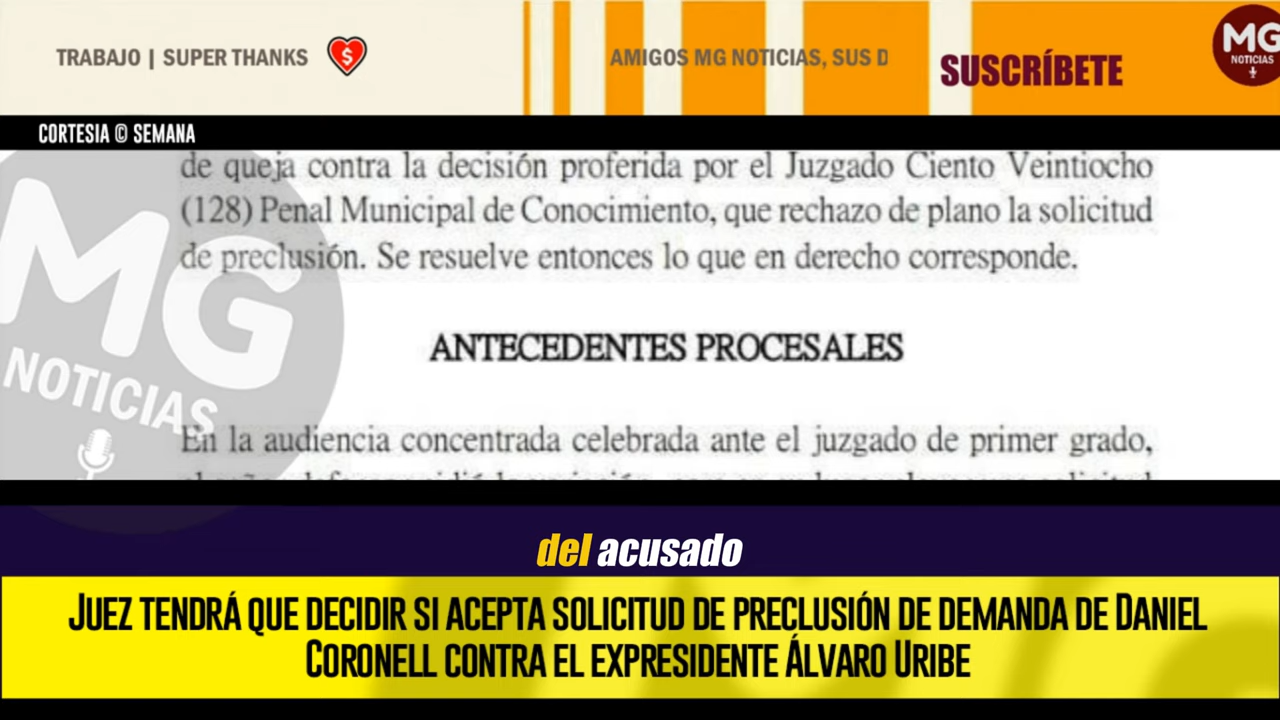 TRABAJO | SUPER THANKS
AMIGOS MG NOTICIAS, SUS D
SUSCRÍBETE
MG
NOTICIAS
CORTESIA © SEMANA
de queja contra la decisión proferida por el Juzgado Ciento Veintiocho
(128) Penal Municipal de Conocimiento, que rechazo de plano la solicitud
de preclusión. Se resuelve entonces lo que en derecho corresponde.
MG
NOTICIAS
ANTECEDENTES PROCESALES
En la audiencia concentrada celebrada ante el juzgado de primer grado,
del acusado
JUEZ TENDRÁ QUE DECIDIR SI ACEPTA SOLICITUD DE PRECLUSIÓN DE DEMANDA DE DANIEL
CORONELL CONTRA EL EXPRESIDENTE ÁLVARO URIBE